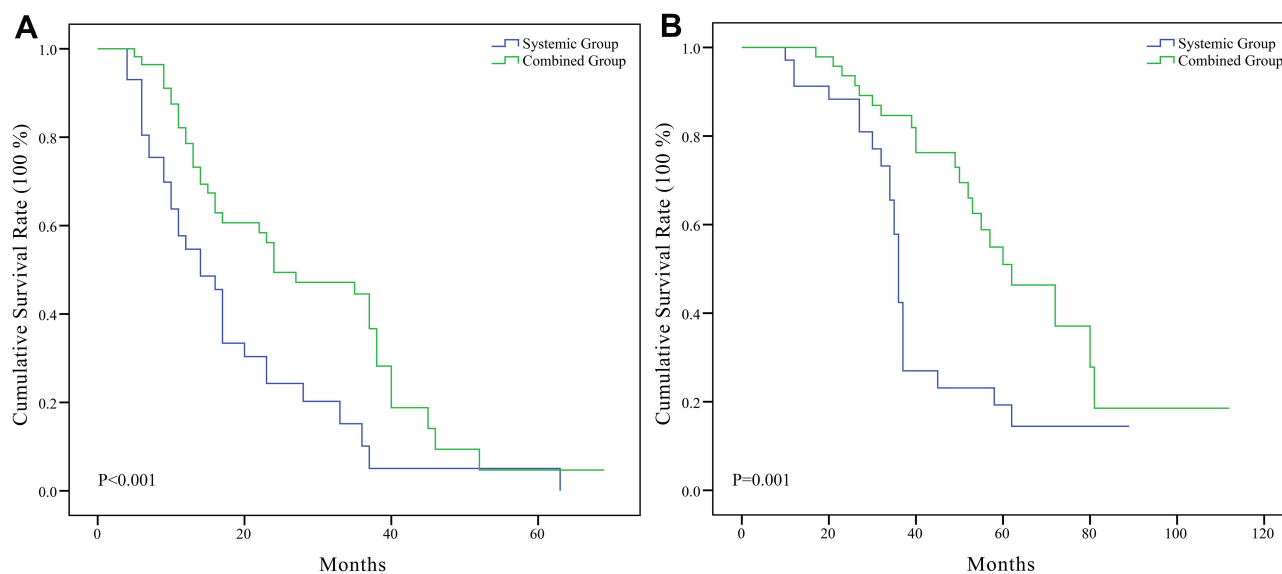 A
Systemic Group
Combined Group
1.0
0.8
0.6
0.4
0.2
0.0
Cumulative Survival Rate (100 %)
P<0.001
0
20
40
60
Months
B
Systemic Group
Combined Group
1.0
0.8
0.6
0.4
0.2
0.0
Cumulative Survival Rate (100 %)
P=0.001
0
20
40
60
80
100
120
Months